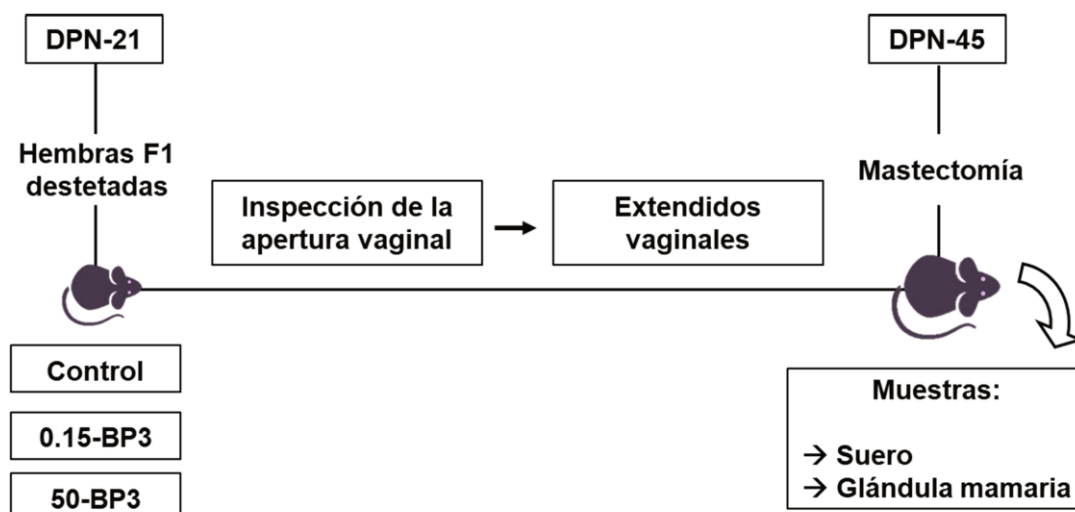 DPN-21
DPN-45
Hembras F1
destetadas
Mastectomía
Inspección de la
apertura vaginal
Extendidos
vaginales
Control
0.15-BP3
50-BP3
Muestras:
→ Suero
→ Glándula mamaria